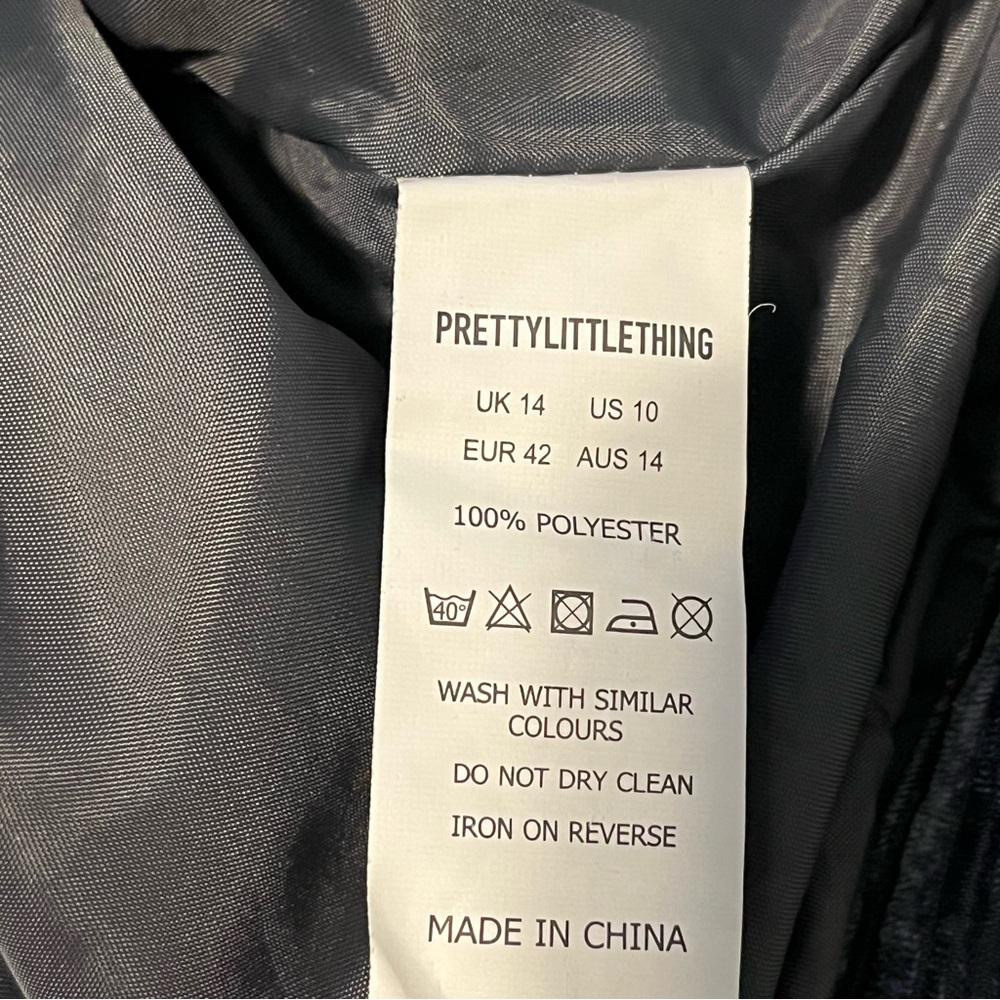 PRETTYLITTLETHING
UK 14 US 10
EUR 42 AUS 14
100% POLYESTER
40°
WASH WITH SIMILAR
COLOURS
DO NOT DRY CLEAN
IRON ON REVERSE
MADE IN CHINA